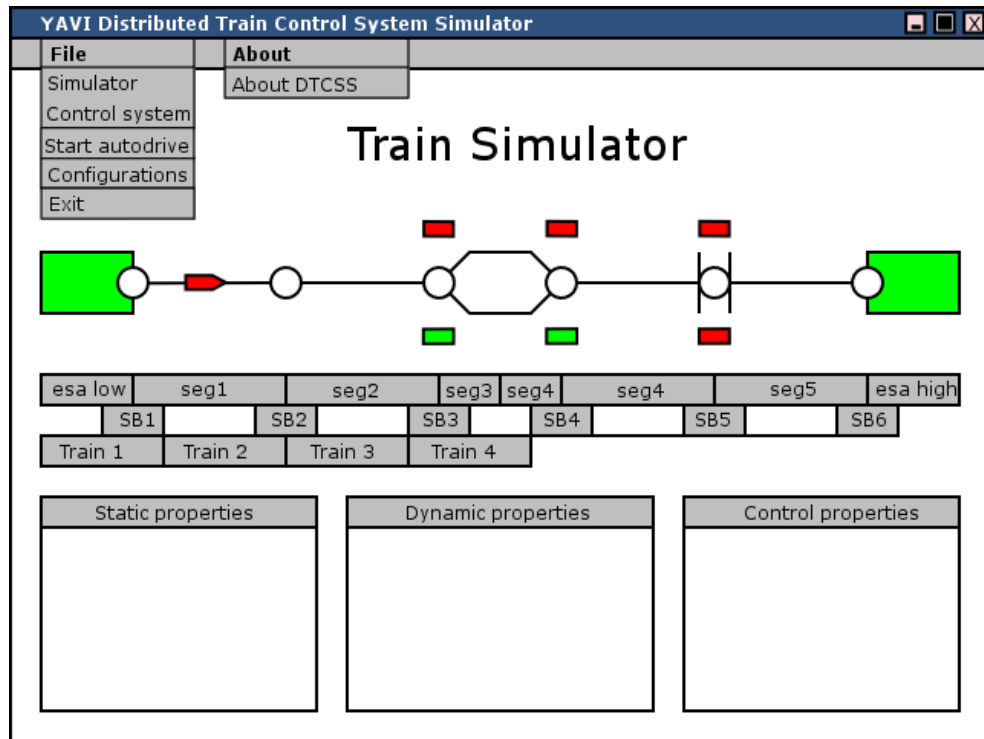 YAVI Distributed Train Control System Simulator
File About
Simulator About DTCSS
Control system
Start autodrive
Configurations
Exit
Train Simulator
esa low seg1 seg2 seg3 seg4 seg4 seg5 esa high
SB1 SB2 SB3 SB4 SB5 SB6
Train 1 Train 2 Train 3 Train 4
Static properties Dynamic properties Control properties